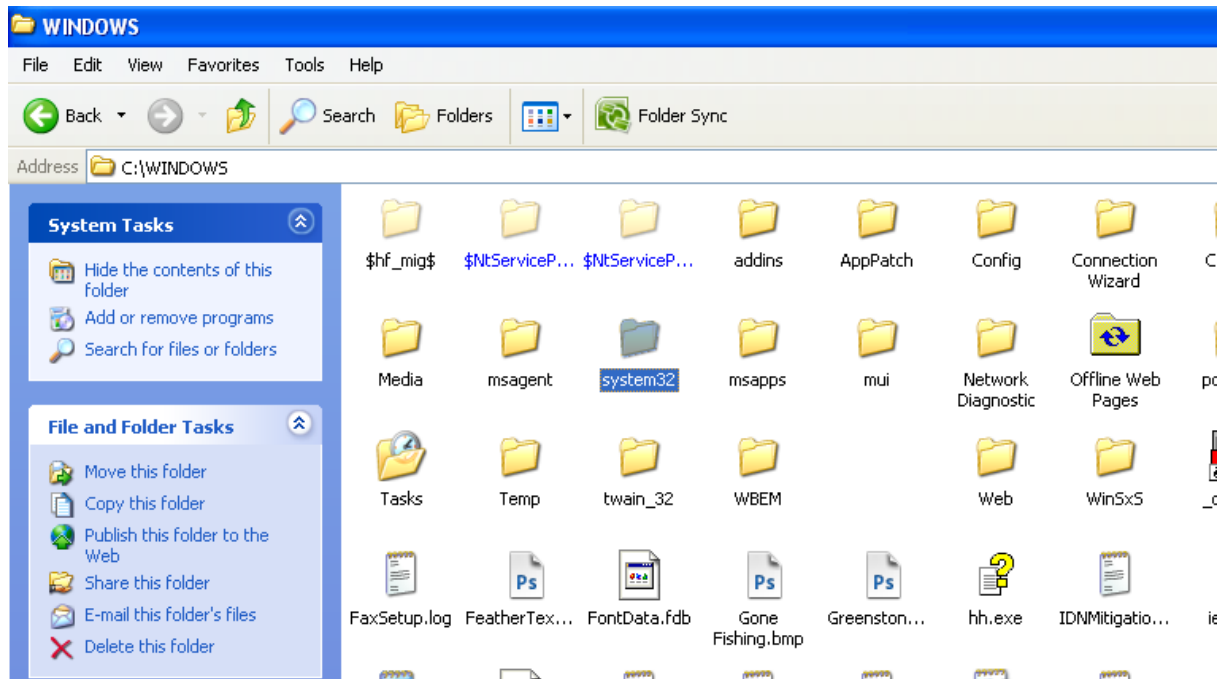 WINDOWS
File Edit View Favorites Tools Help
Back Search Folders Folder Sync
Address C:\WINDOWS
System Tasks
Hide the contents of this
folder
Add or remove programs
Search for files or folders
File and Folder Tasks
Move this folder
Copy this folder
Publish this folder to the
Web
Share this folder
E-mail this folder's files
Delete this folder
$hf_mig$ $NtServiceP... $NtServiceP... addins AppPatch Config Connection
Wizard
Media msagent system32 msapps mui Network Offline Web
Diagnostic Pages
Tasks Temp twain_32 WBEM Web WinSxS
FaxSetup.log FeatherTex... FontData.fdb Gone Greenston... hh.exe IDNMitigatio...
Fishing.bmp